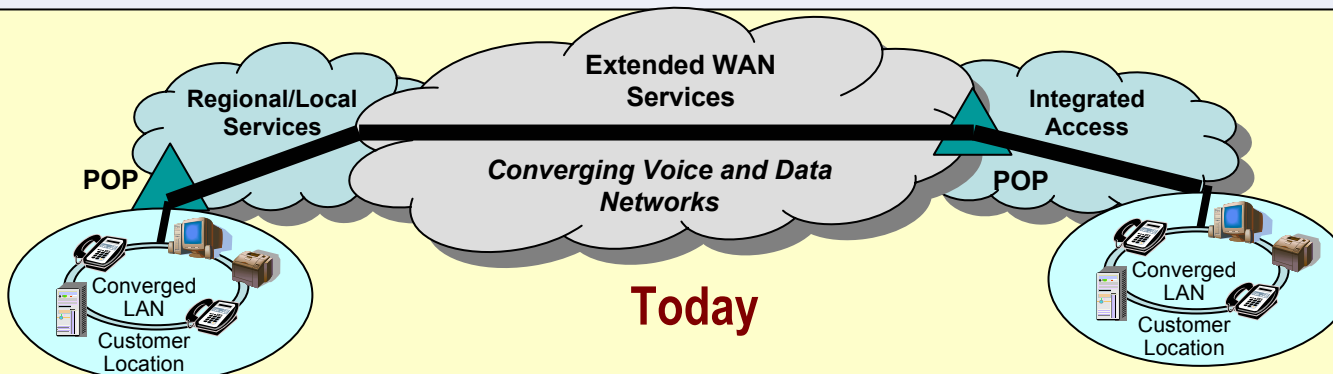 Regional/Local
Services
Extended WAN
Services
Integrated
Access
Converging Voice and Data
Networks
POP
POP
Converged
LAN
Customer
Location
Today
Converged
LAN
Customer
Location